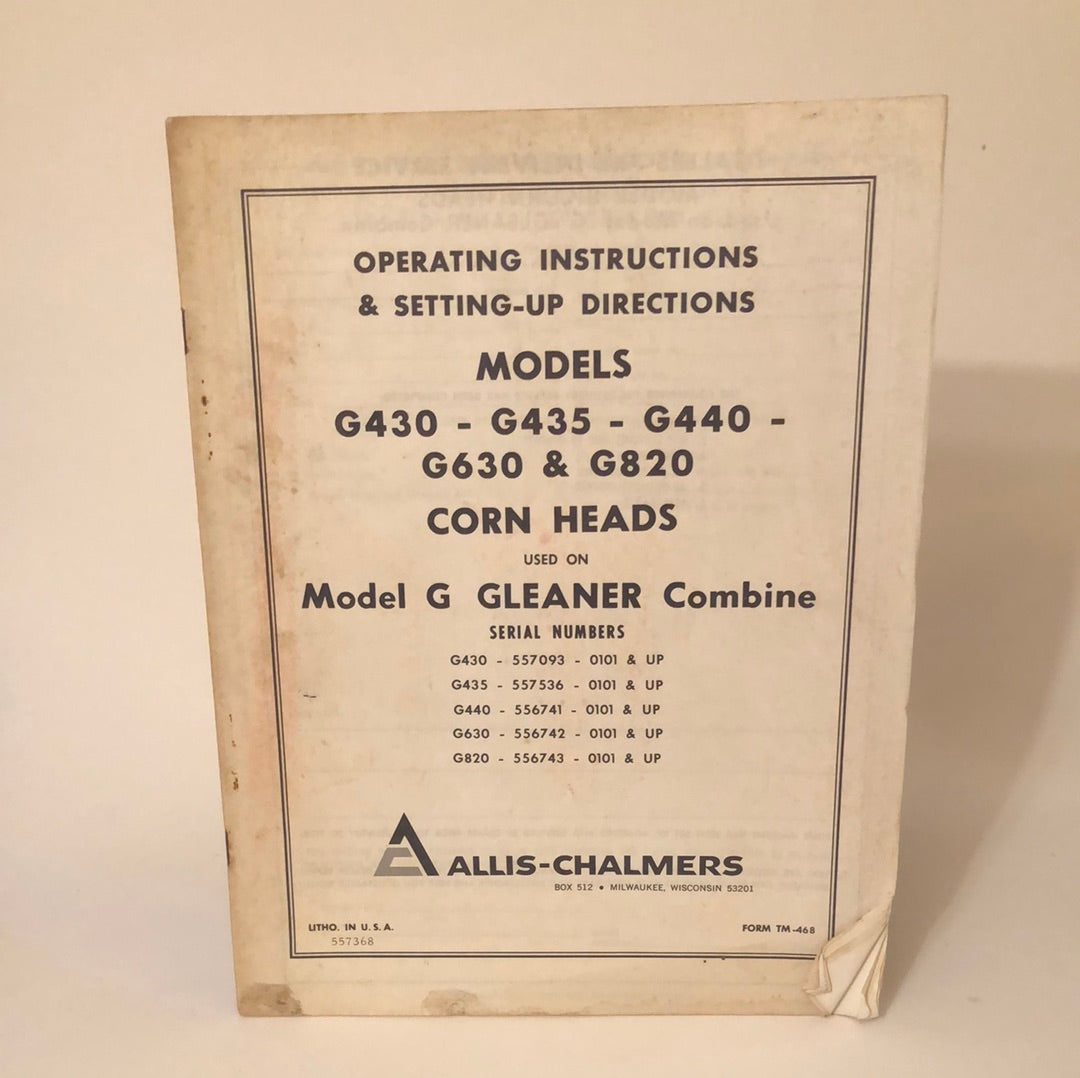 OPERATING INSTRUCTIONS
& SETTING-UP DIRECTIONS
MODELS
G430 - G435 - G440 -
G630 & G820
CORN HEADS
USED ON
Model G GLEANER Combine
SERIAL NUMBERS
G430 - 557093 - 0101 & UP
G435 - 557536 - 0101 & UP
G440 - 556741 - 0101 & UP
G630 - 556742 - 0101 & UP
G820 - 556743 - 0101 & UP
ALLIS-CHALMERS
BOX 512 • MILWAUKEE, WISCONSIN 53201
LITHO. IN U.S.A.
557368
FORM TM-468